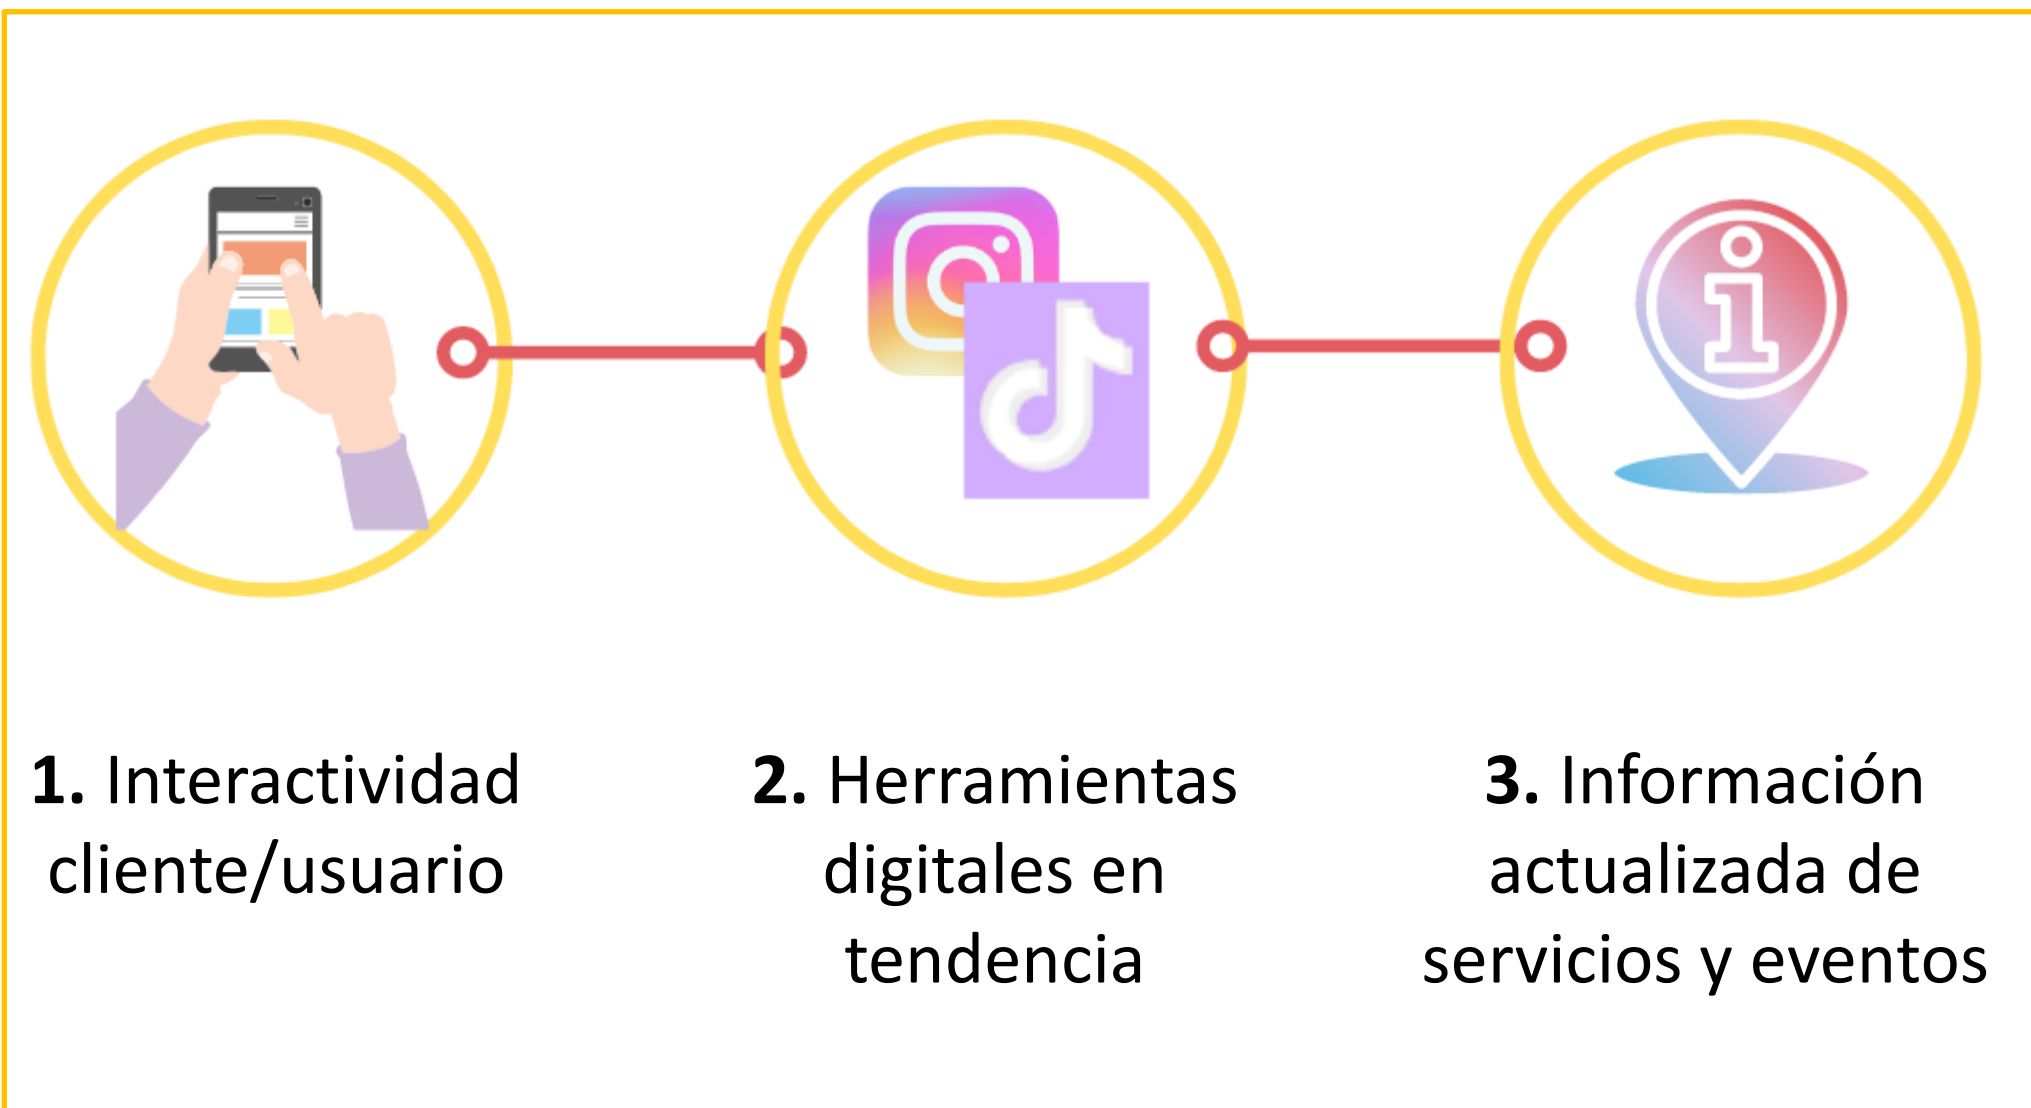 1. Interactividad
cliente/usuario
2. Herramientas
digitales en
tendencia
3. Información
actualizada de
servicios y eventos